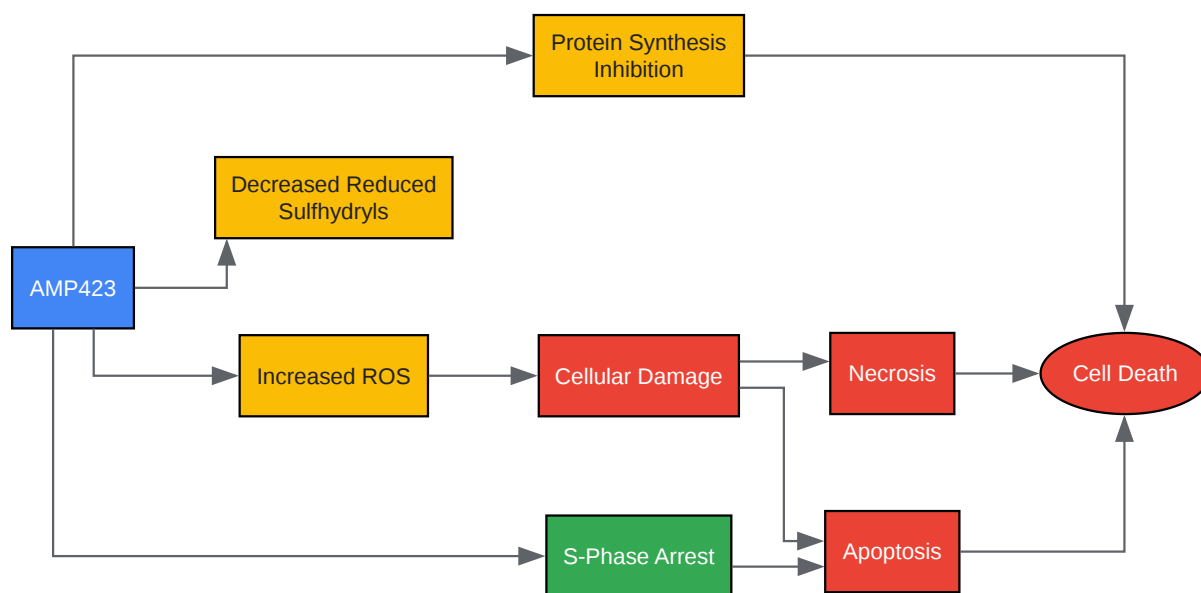 Protein Synthesis
Inhibition
Decreased Reduced
Sulfhydryls
AMP423
Increased ROS
Cellular Damage
Necrosis
Cell Death
S-Phase Arrest
Apoptosis